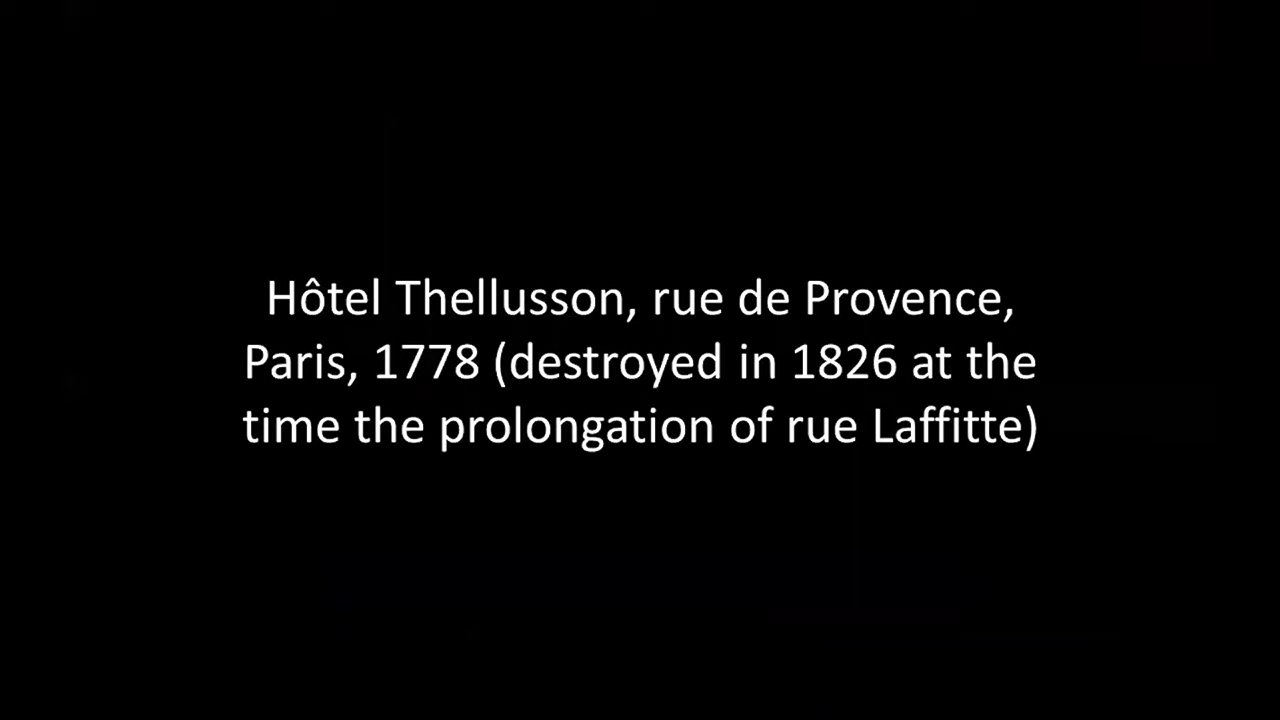 Hôtel Thellusson, rue de Provence,
Paris, 1778 (destroyed in 1826 at the
time the prolongation of rue Laffitte)